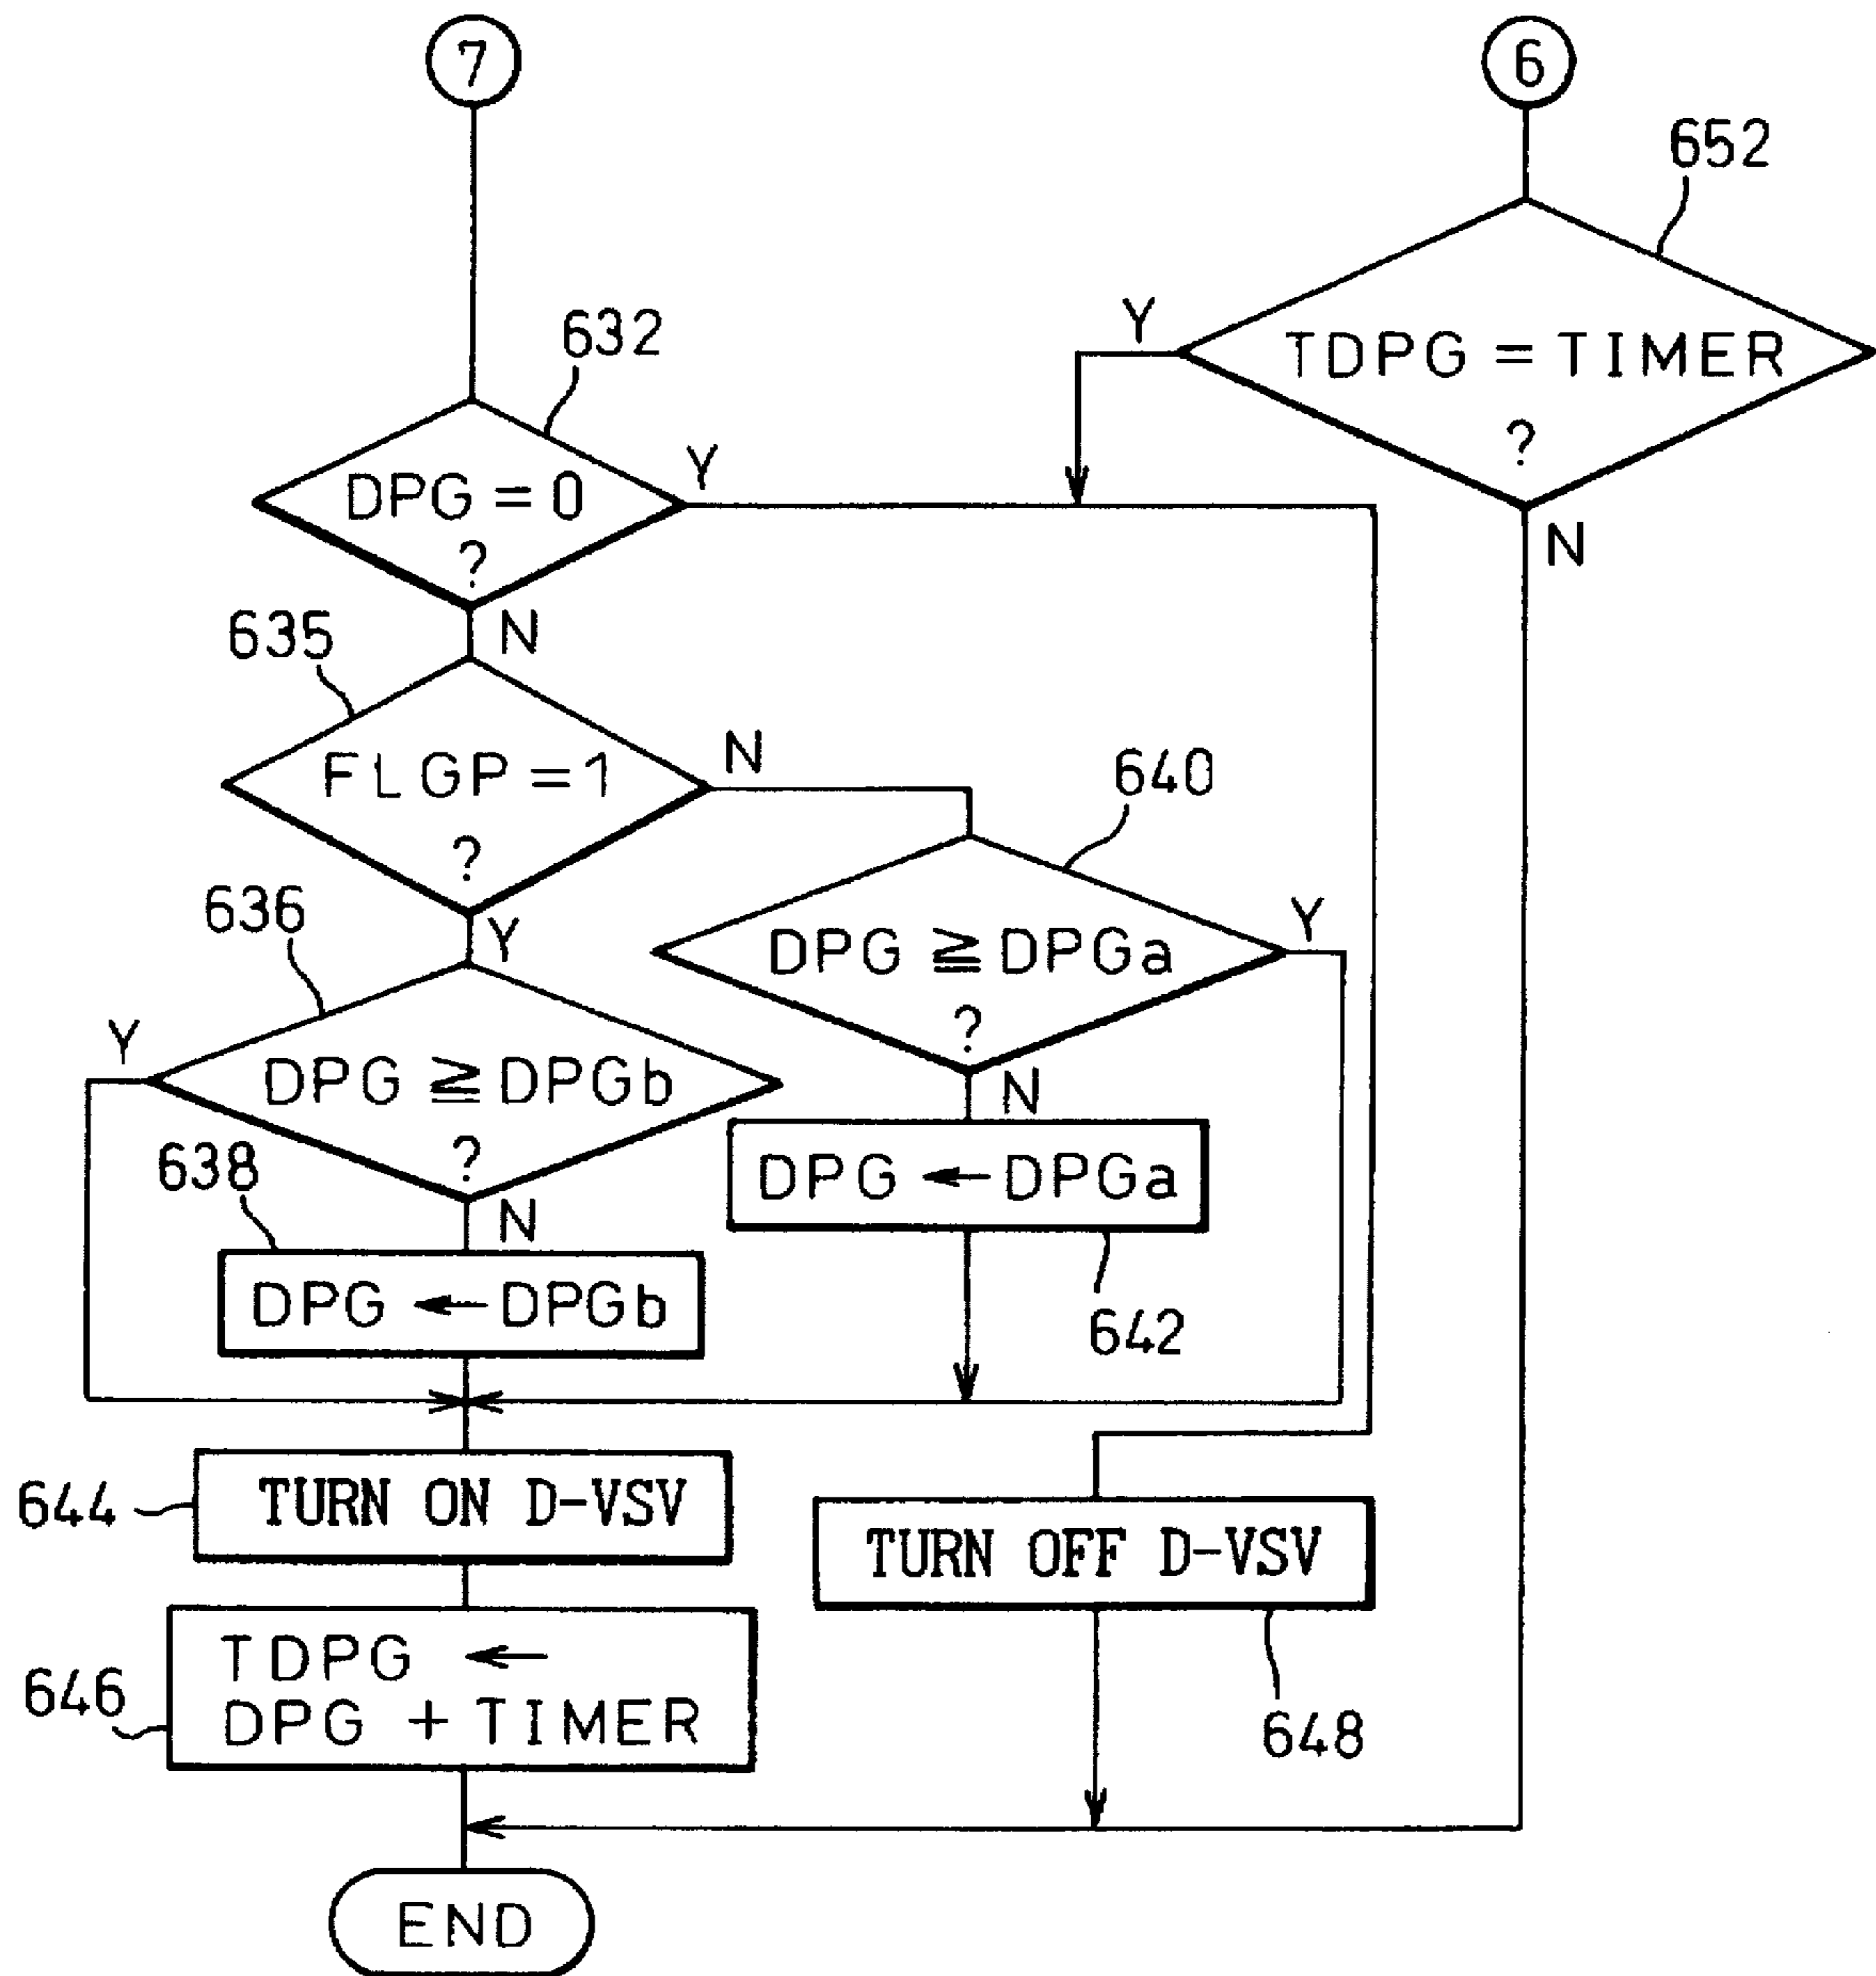 7
6
652
Y
TDPG = TIMER
?
N
632
DPG = 0
?
Y
N
635
FLGP = 1
?
N
Y
640
DPG ≧ DPGa
?
Y
N
636
Y
DPG ≧ DPGb
?
N
638
DPG ← DPGa
642
DPG ← DPGb
644
TURN ON D-VSV
TURN OFF D-VSV
648
646
TDPG ←
DPG + TIMER
END